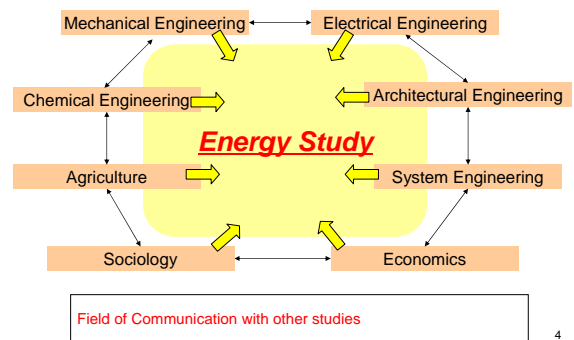 Mechanical Engineering
Electrical Engineering
Chemical Engineering
Architectural Engineering
Energy Study
Agriculture
System Engineering
Sociology
Economics
Field of Communication with other studies
4